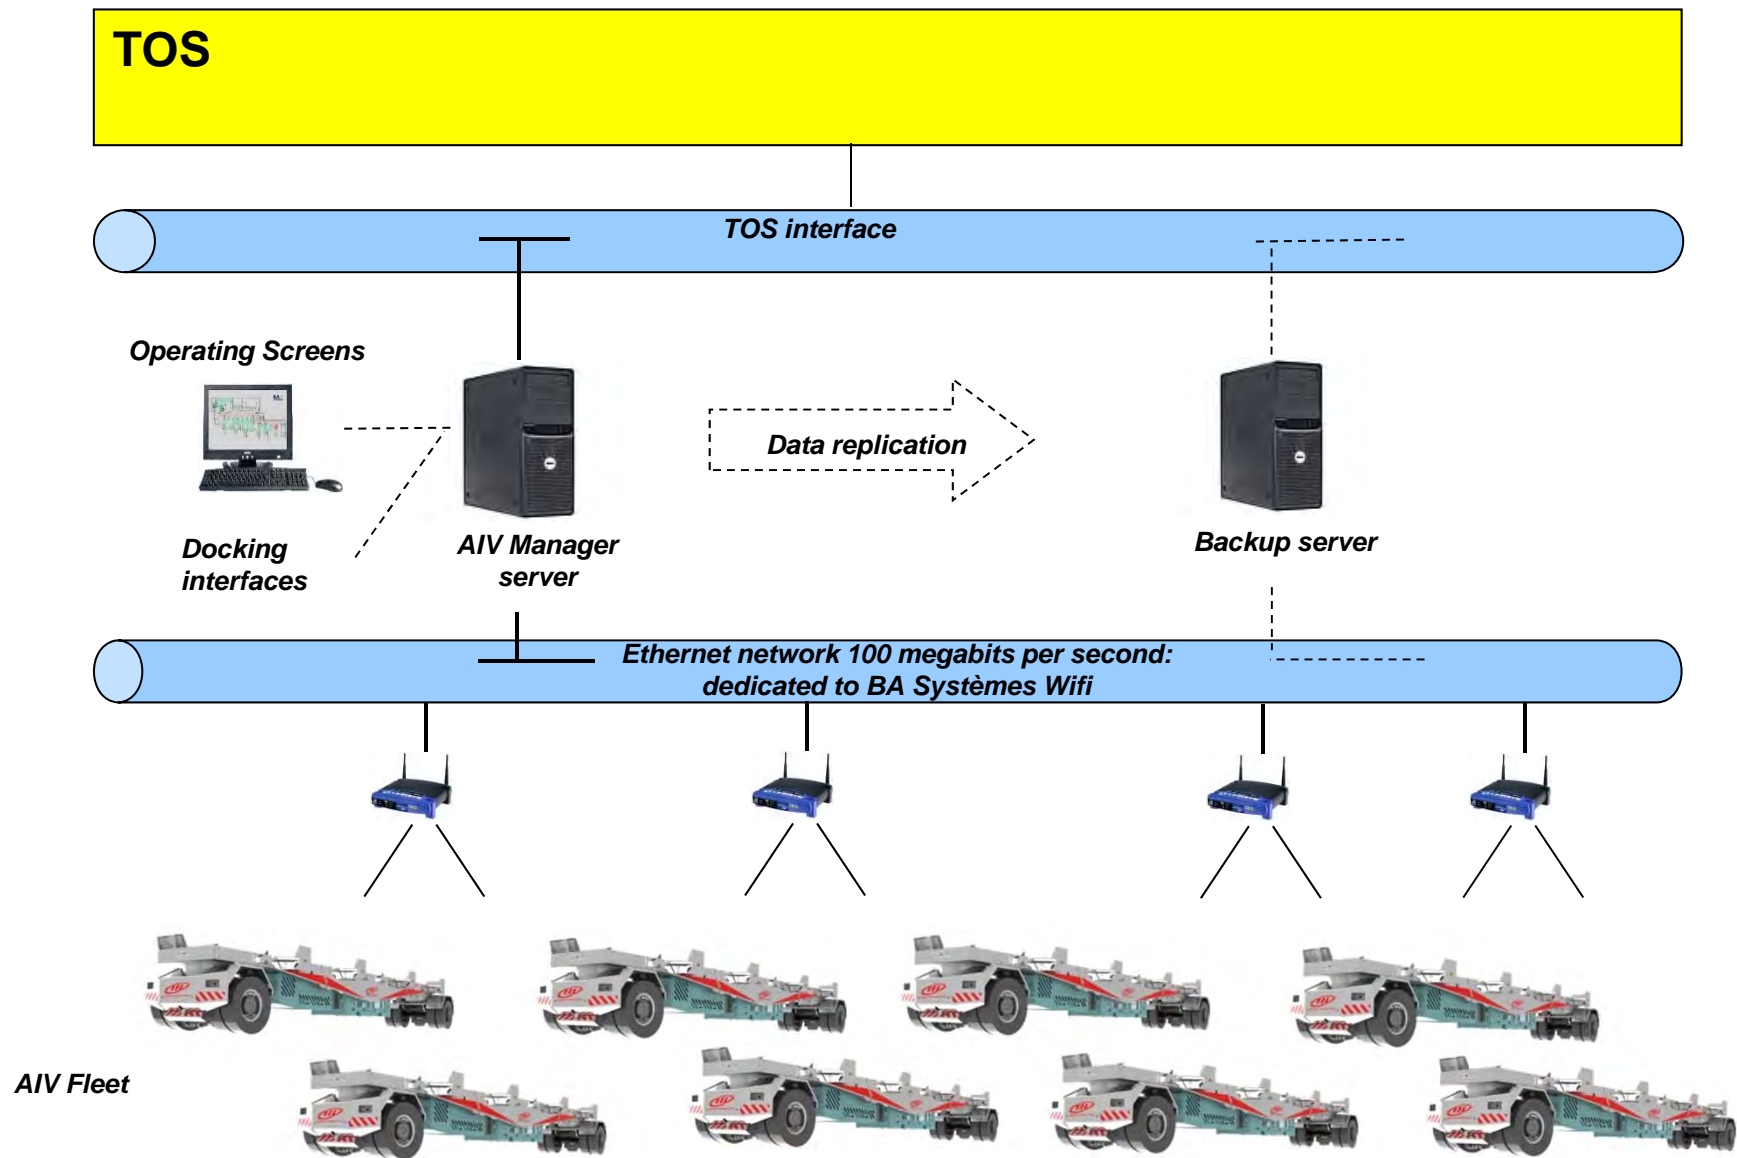 TOS
TOS interface
Operating Screens
Data replication
Docking
interfaces
AIV Manager
server
Backup server
Ethernet network 100 megabits per second:
dedicated to BA Systèmes Wifi
AIV Fleet